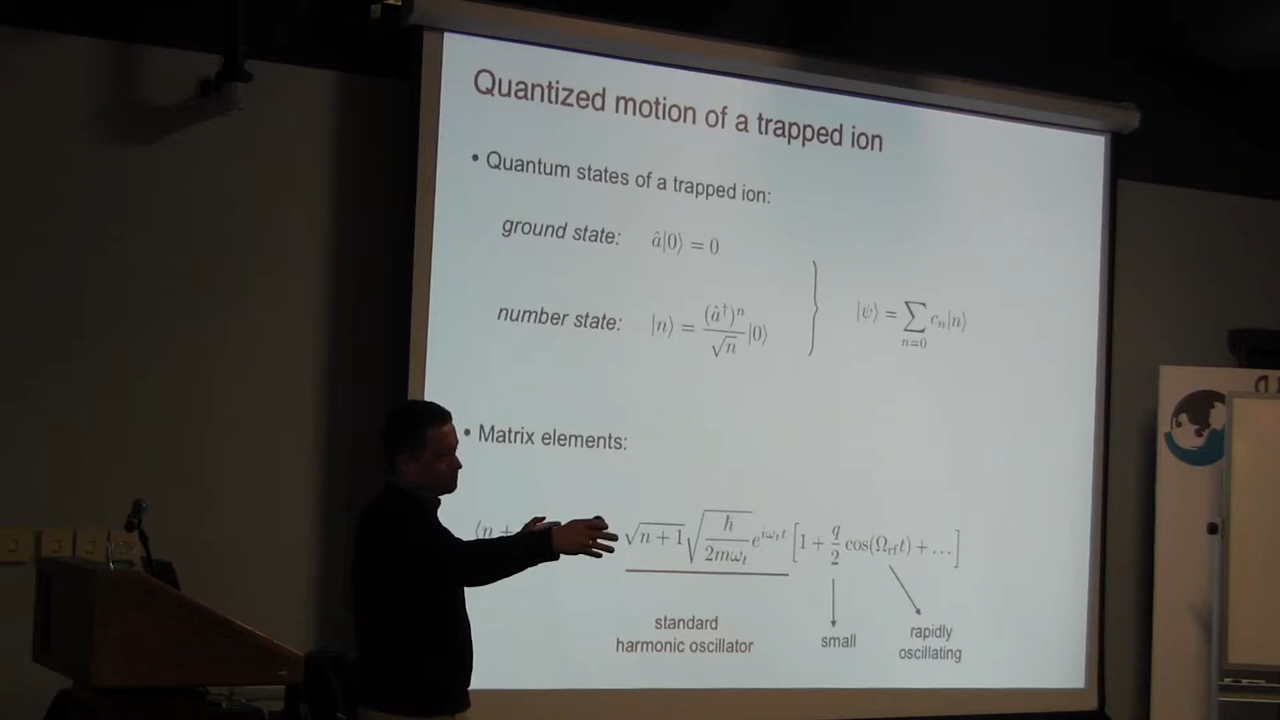 Quantized motion of a trapped ion
• Quantum states of a trapped ion:
ground state: â|0⟩ = 0
number state: |n⟩ = (â†)ⁿ/√n |0⟩
|ψ⟩ = ∑ₙ₌₀ cₙ|n⟩
• Matrix elements:
⟨n + √n + 1 √ħ/2mωₜ e^{iωₜt} [1 + q/2 cos(Ω_rf t) + …]
standard
harmonic oscillator
small
rapidly
oscillating